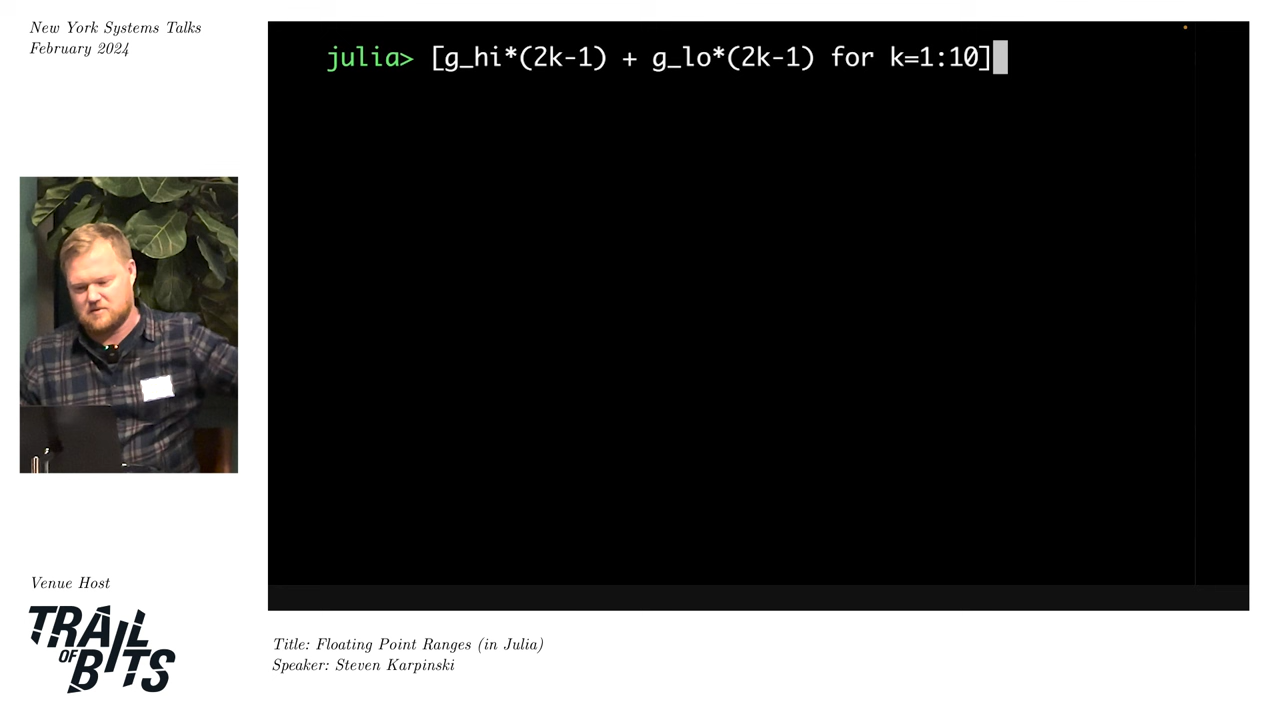 New York Systems Talks
February 2024
julia> [g_hi*(2k-1) + g_lo*(2k-1) for k=1:10]
Venue Host
TRAIL
OF
BITS
Title: Floating Point Ranges (in Julia)
Speaker: Steven Karpinski